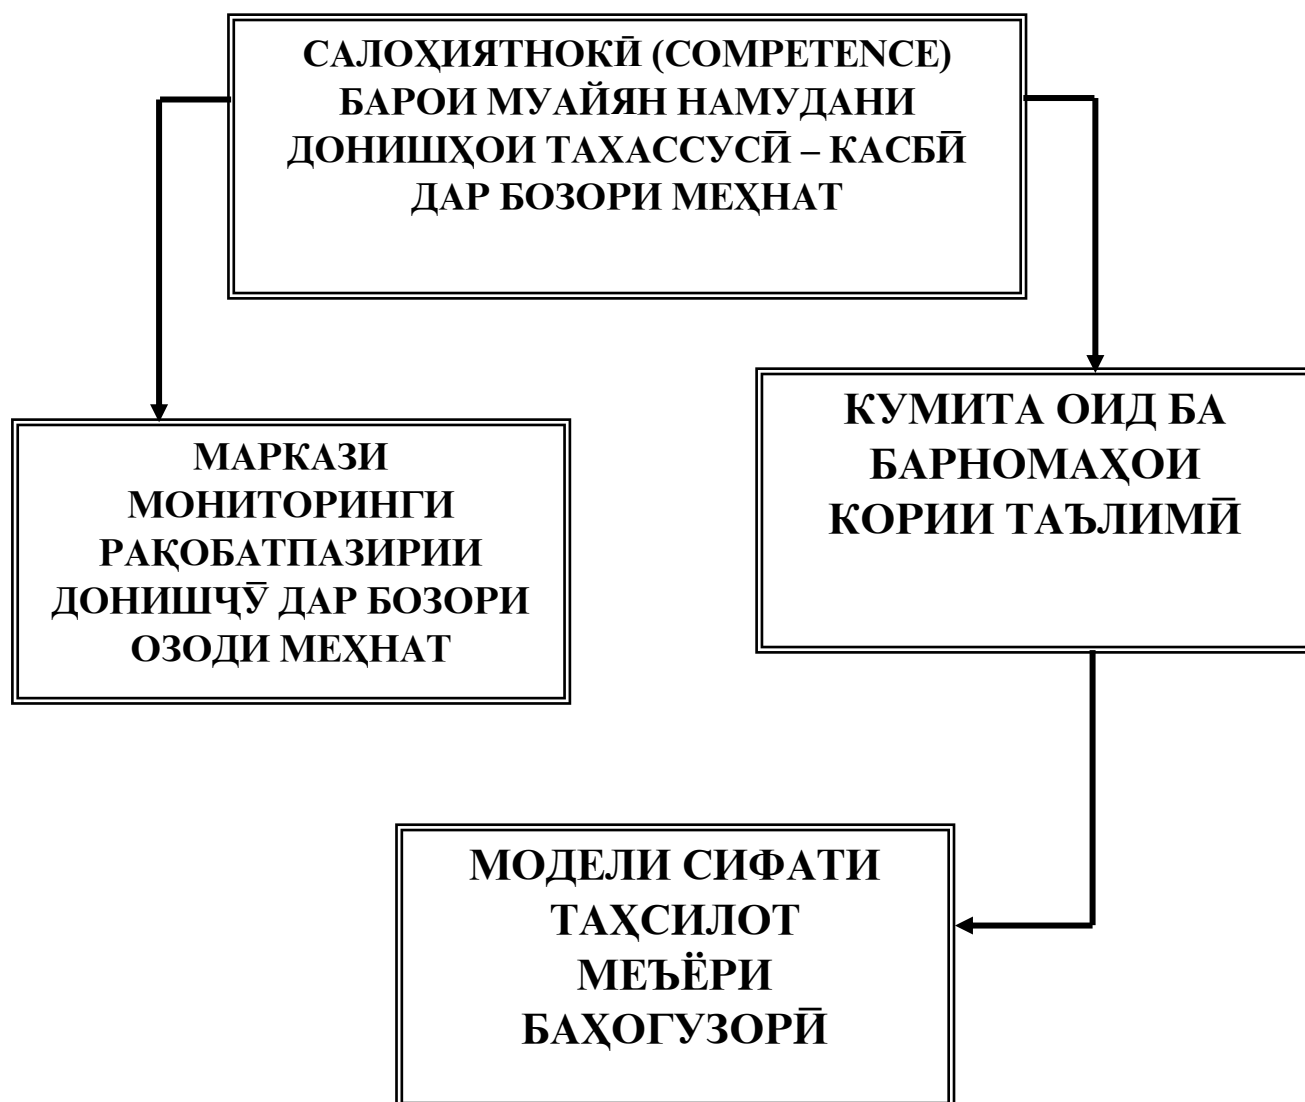 САЛОҲИЯТНОКӢ (COMPETENCE)
БАРОИ МУАЙЯН НАМУДАНИ
ДОНИШҲОИ ТАХАССУСӢ – КАСБӢ
ДАР БОЗОРИ МЕҲНАТ
МАРКАЗИ
МОНИТОРИНГИ
РАҚОБАТПАЗИРИИ
ДОНИШҶӮ ДАР БОЗОРИ
ОЗОДИ МЕҲНАТ
КУМИТА ОИД БА
БАРНОМАҲОИ
КОРИИ ТАЪЛИМӢ
МОДЕЛИ СИФАТИ
ТАҲСИЛОТ
МЕЪЁРИ
БАҲОГУЗОРӢ